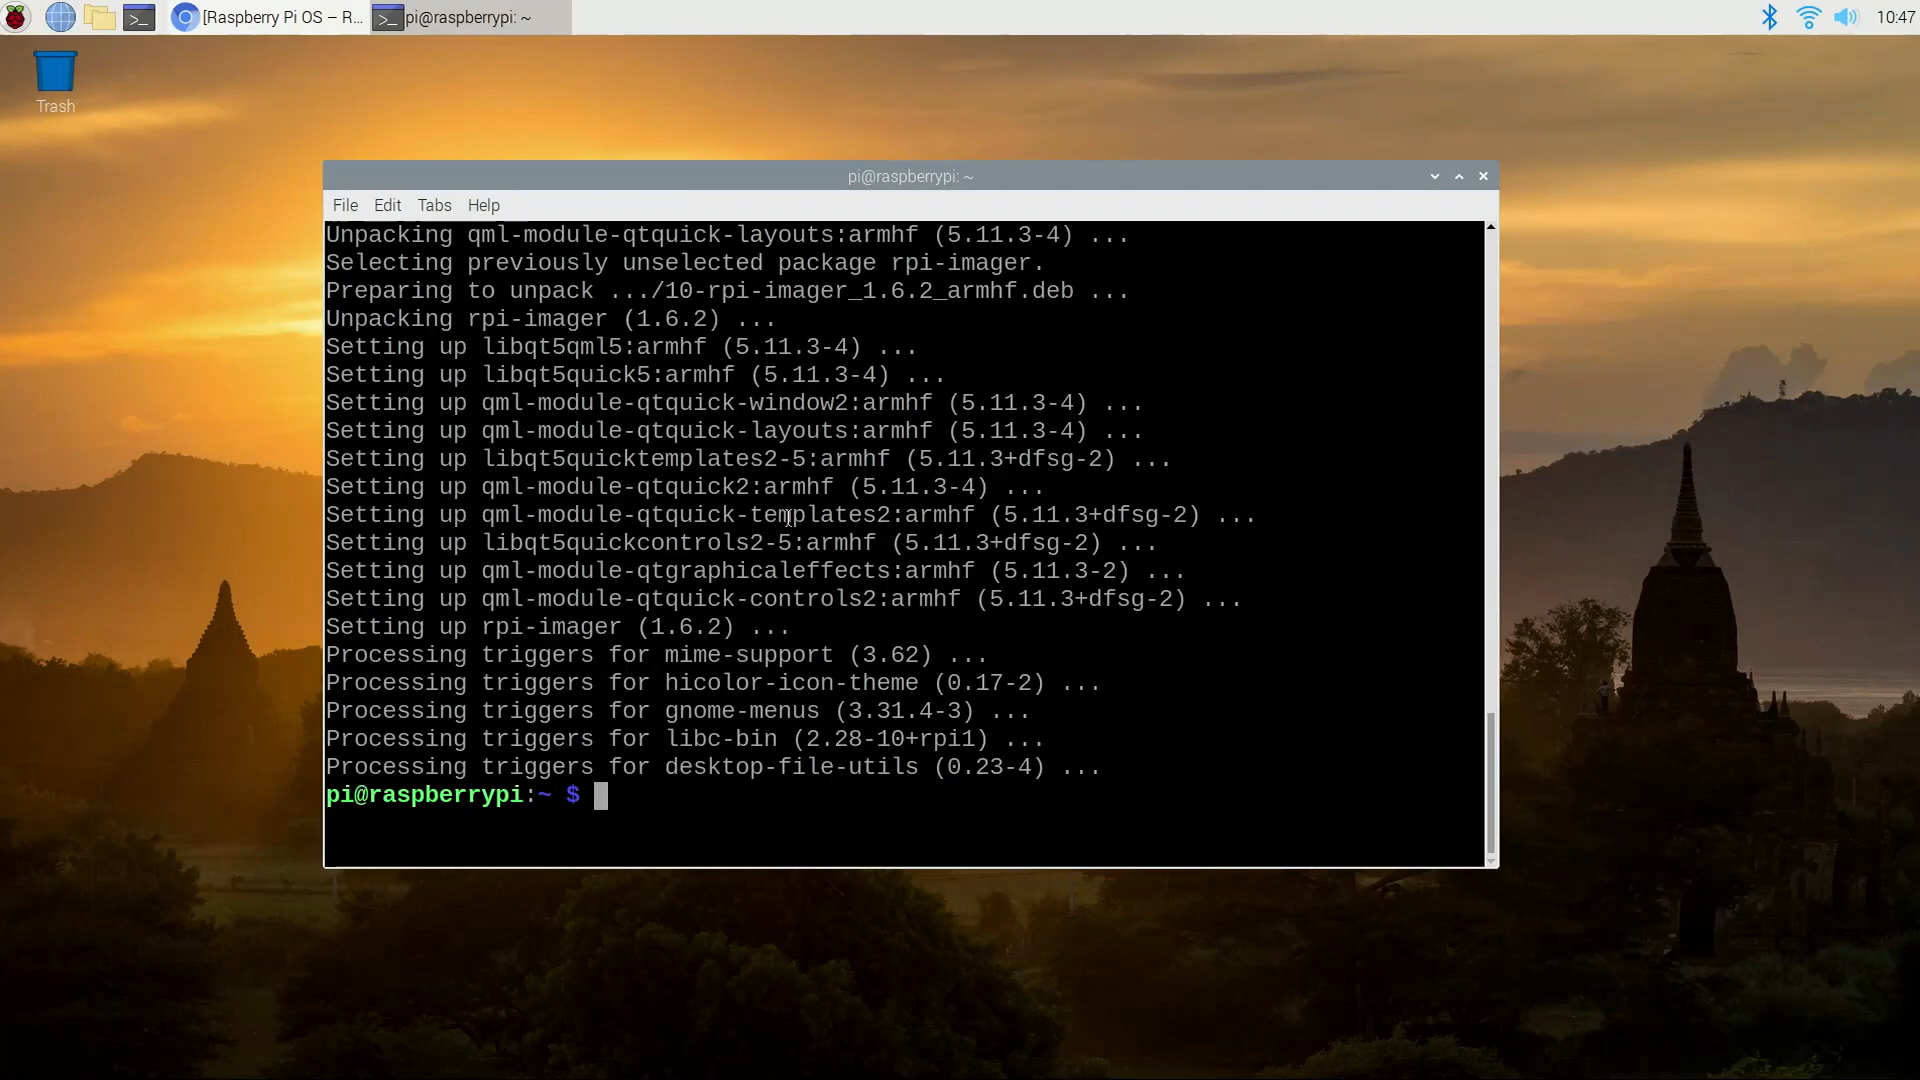 [Raspberry Pi OS – R...
pi@raspberrypi: ~
10:47
Trash
pi@raspberrypi: ~
File Edit Tabs Help
Unpacking qml-module-qtquick-layouts:armhf (5.11.3-4) ...
Selecting previously unselected package rpi-imager.
Preparing to unpack .../10-rpi-imager_1.6.2_armhf.deb ...
Unpacking rpi-imager (1.6.2) ...
Setting up libqt5qml5:armhf (5.11.3-4) ...
Setting up libqt5quick5:armhf (5.11.3-4) ...
Setting up qml-module-qtquick-window2:armhf (5.11.3-4) ...
Setting up qml-module-qtquick-layouts:armhf (5.11.3-4) ...
Setting up libqt5quicktemplates2-5:armhf (5.11.3+dfsg-2) ...
Setting up qml-module-qtquick2:armhf (5.11.3-4) ...
Setting up qml-module-qtquick-templates2:armhf (5.11.3+dfsg-2) ...
Setting up libqt5quickcontrols2-5:armhf (5.11.3+dfsg-2) ...
Setting up qml-module-qtgraphicaleffects:armhf (5.11.3-2) ...
Setting up qml-module-qtquick-controls2:armhf (5.11.3+dfsg-2) ...
Setting up rpi-imager (1.6.2) ...
Processing triggers for mime-support (3.62) ...
Processing triggers for hicolor-icon-theme (0.17-2) ...
Processing triggers for gnome-menus (3.31.4-3) ...
Processing triggers for libc-bin (2.28-10+rpi1) ...
Processing triggers for desktop-file-utils (0.23-4) ...
pi@raspberrypi:~ $